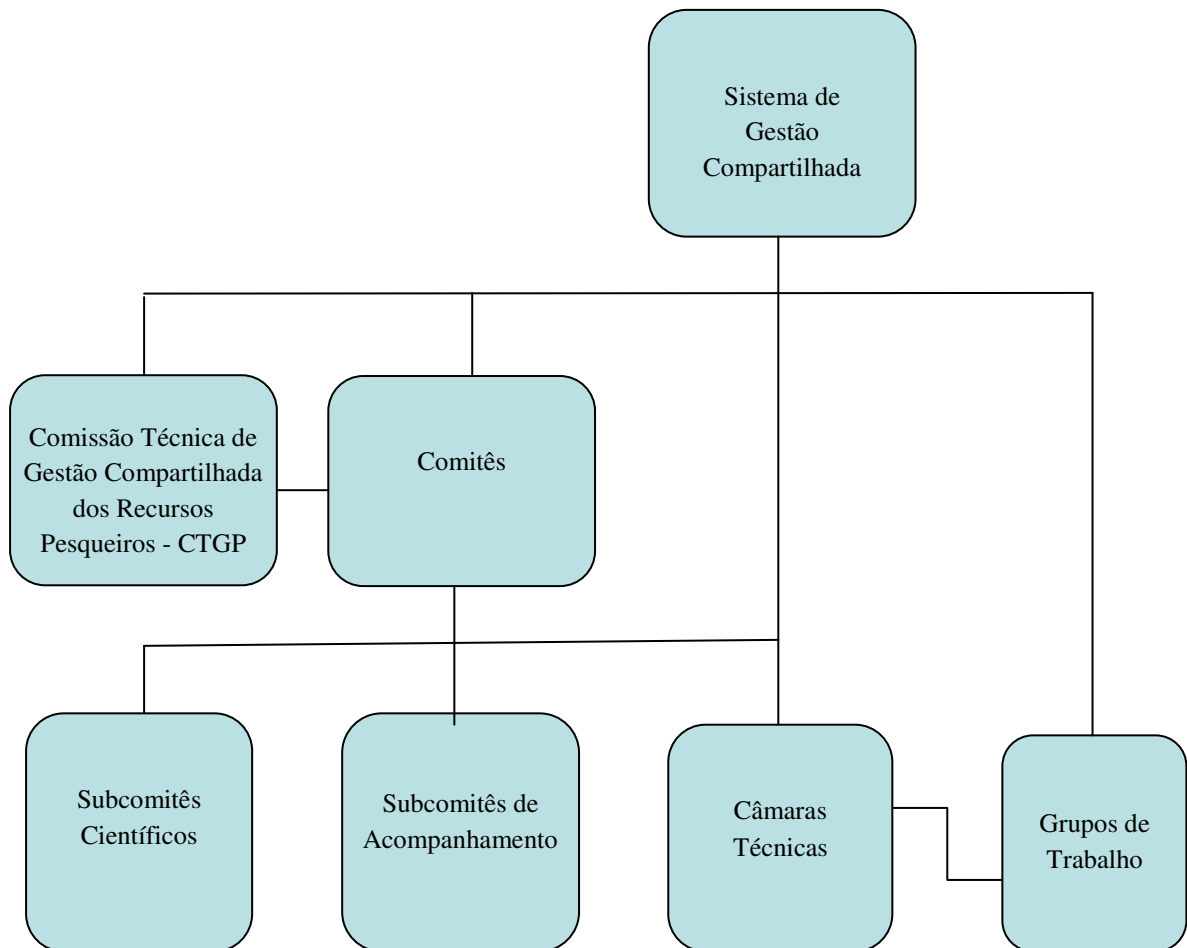 Sistema de
Gestão
Compartilhada
Comissão Técnica de
Gestão Compartilhada
dos Recursos
Pesqueiros - CTGP
Comitês
Subcomitês
Científicos
Subcomitês de
Acompanhamento
Câmaras
Técnicas
Grupos de
Trabalho